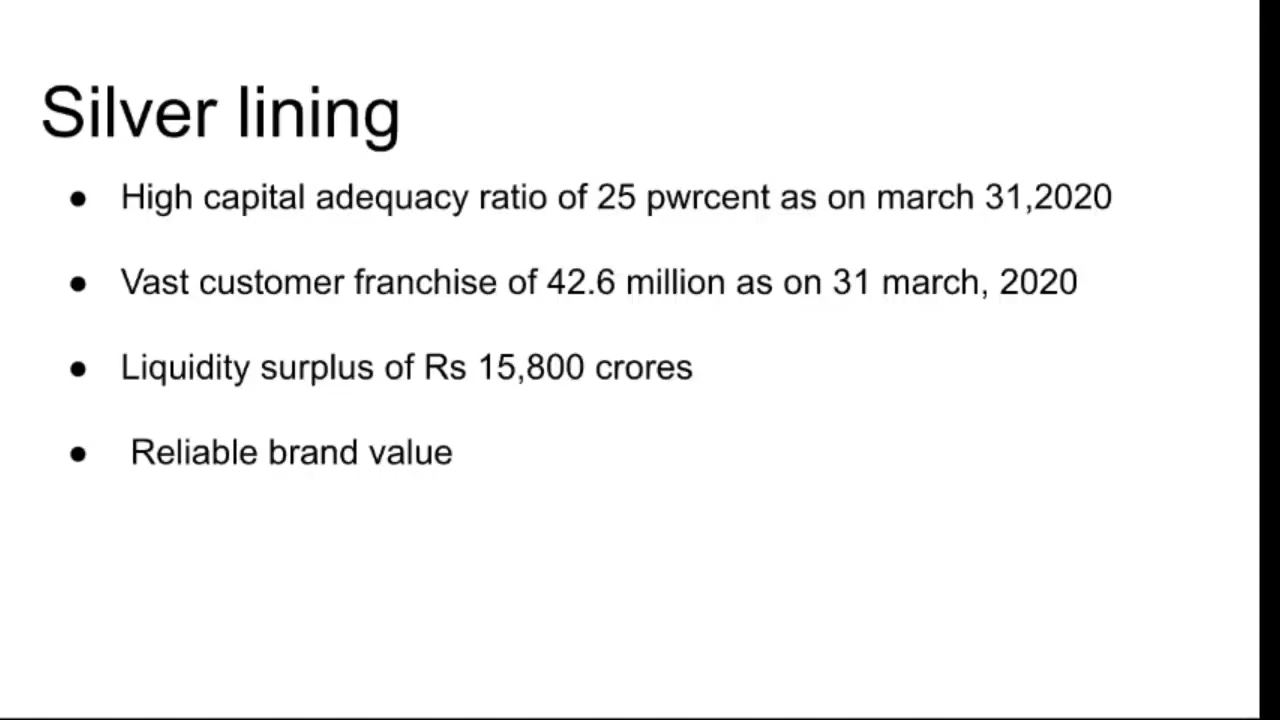 Silver lining
● High capital adequacy ratio of 25 pwrcent as on march 31,2020
● Vast customer franchise of 42.6 million as on 31 march, 2020
● Liquidity surplus of Rs 15,800 crores
● Reliable brand value